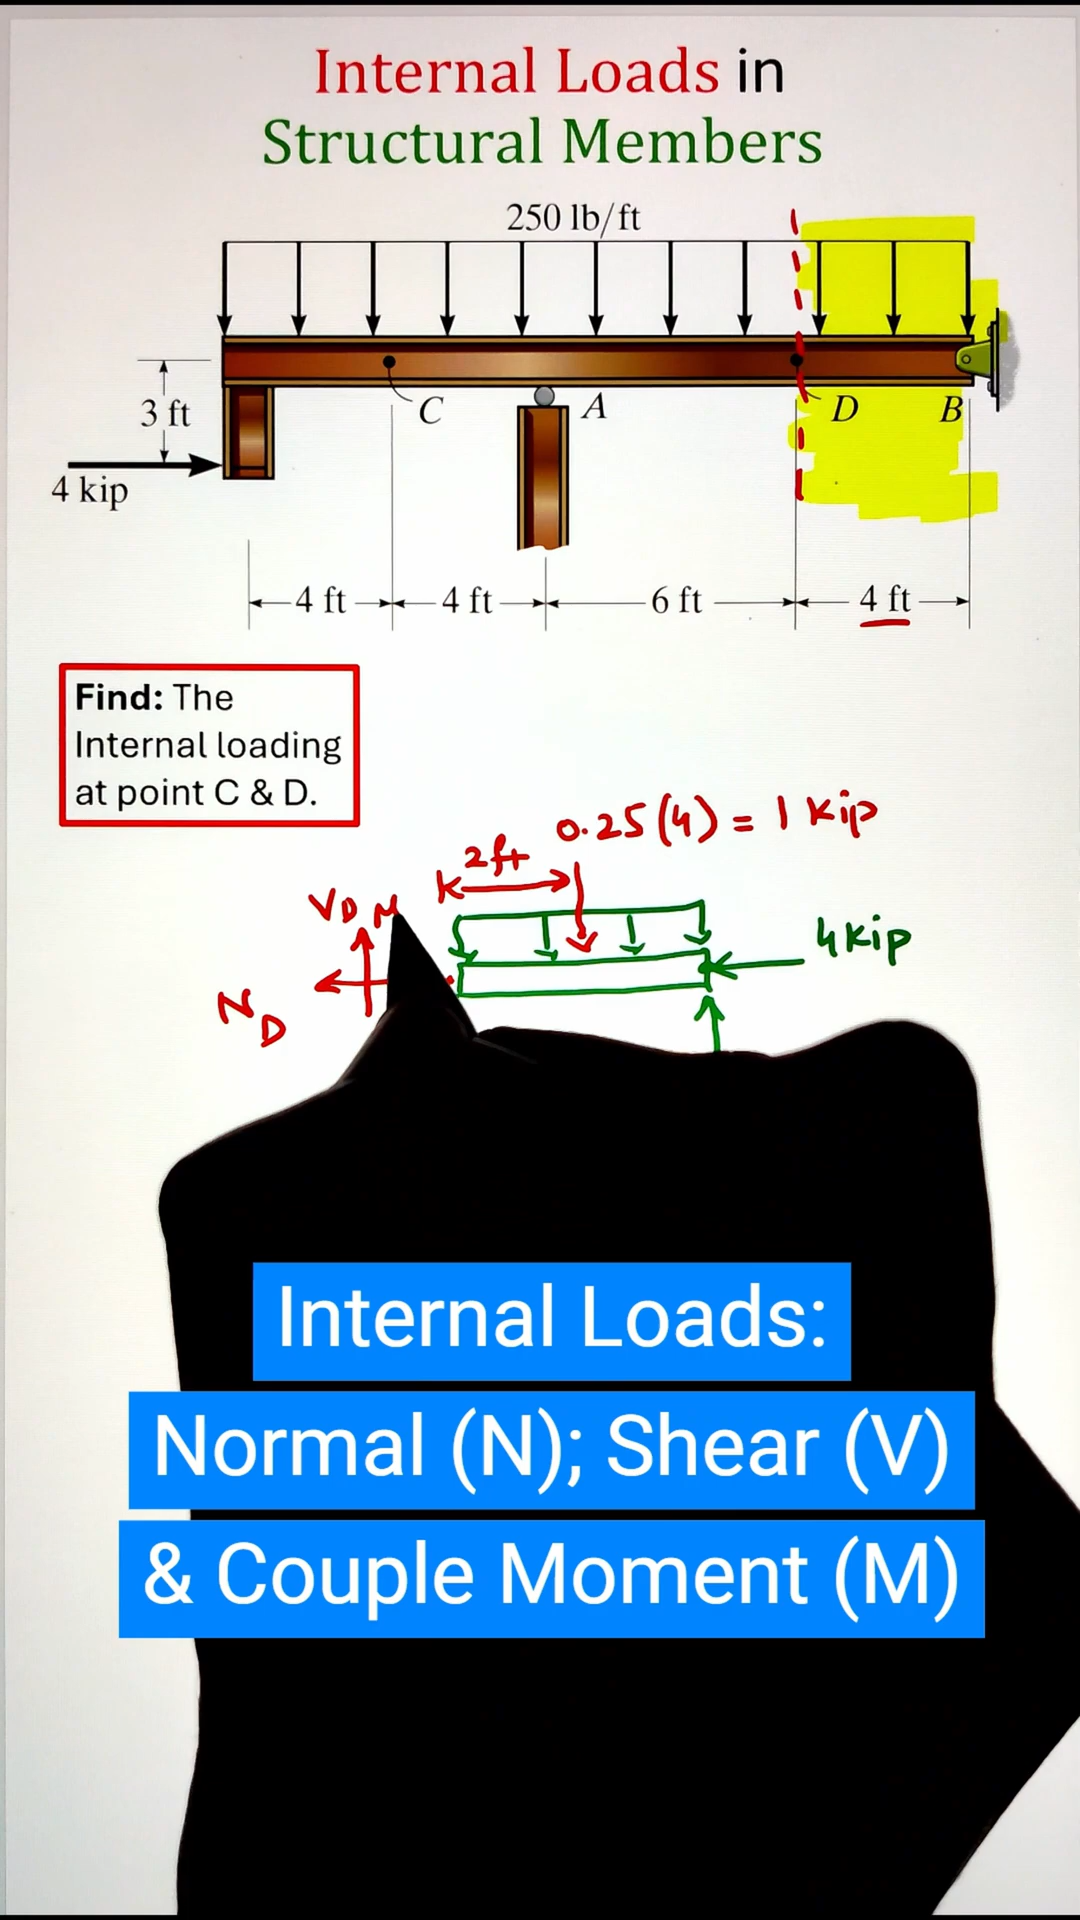 Internal Loads in
Structural Members
250 lb/ft
3 ft
C
A
D
B
4 kip
4 ft
4 ft
6 ft
4 ft
Find: The
Internal loading
at point C & D.
0.25(4) = 1 kip
2ft
VD M
4kip
ND
Internal Loads:
Normal (N); Shear (V)
& Couple Moment (M)